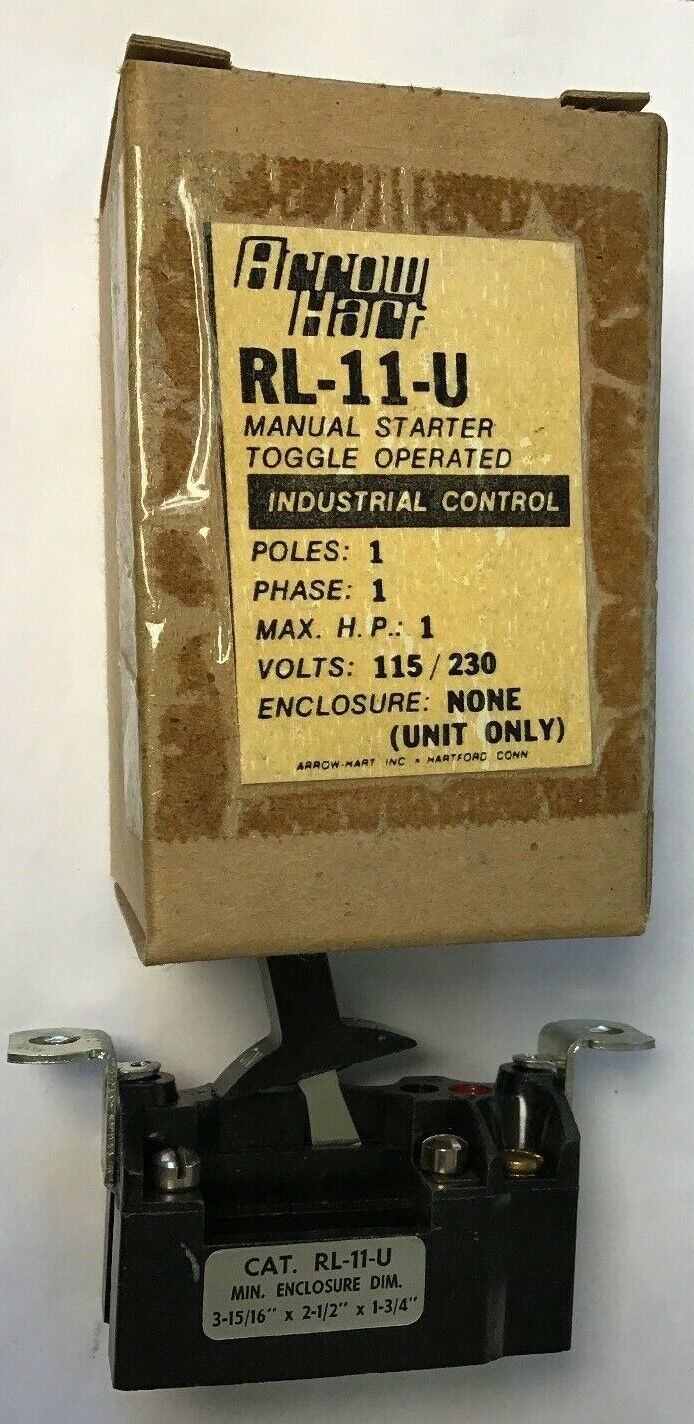 Arrow
Hart
RL-11-U
MANUAL STARTER
TOGGLE OPERATED
INDUSTRIAL CONTROL
POLES: 1
PHASE: 1
MAX. H.P.: 1
VOLTS: 115/230
ENCLOSURE: NONE
(UNIT ONLY)
ARROW-HART INC • HARTFORD CONN
CAT. RL-11-U
MIN. ENCLOSURE DIM.
3-15/16" x 2-1/2" x 1-3/4"